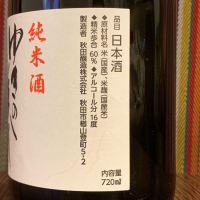 品目 日本酒
●原材料名 米(国産)、米麹(国産米)
●精米歩合 60% ●アルコール分 16度
製造者 秋田醸造株式会社
秋田市楢山登町5-2
内容量
720ml
純米酒
ゆきの